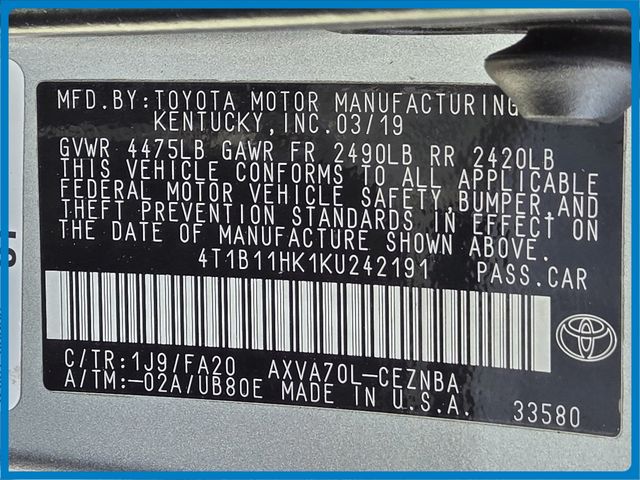 MFD.BY:TOYOTA MOTOR MANUFACTURING
KENTUCKY,INC.03/19
GVWR 4475LB GAWR FR 2490LB RR 2420LB
THIS VEHICLE CONFORMS TO ALL APPLICABLE
FEDERAL MOTOR VEHICLE SAFETY,BUMPER,AND
THEFT PREVENTION STANDARDS IN EFFECT ON
THE DATE OF MANUFACTURE SHOWN ABOVE.
4T1B11HK1KU242191 PASS.CAR
C/TR:1J9/FA20 AXVA70L-CEZNBA
A/TM:-02A/UB80E MADE IN U.S.A. 33580